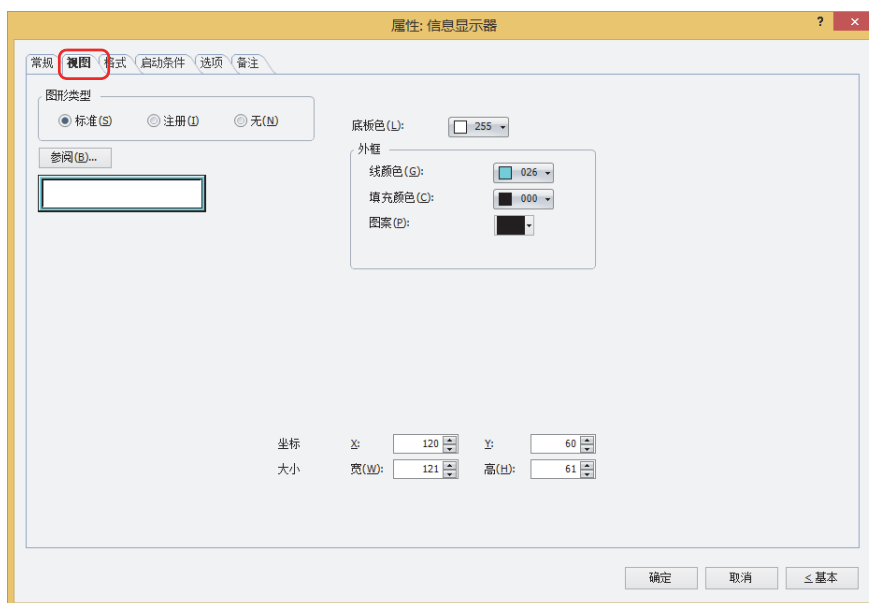 属性: 信息显示器
? ×
常规 视图 格式 启动条件 选项 备注
图形类型
标准(S) 注册(I) 无(N)
底板色(L): 255
参阅(B)...
外框
线颜色(G): 026
填充颜色(C): 000
图案(P):
坐标 X: 120 Y: 60
大小 宽(W): 121 高(H): 61
确定 取消 ≤基本